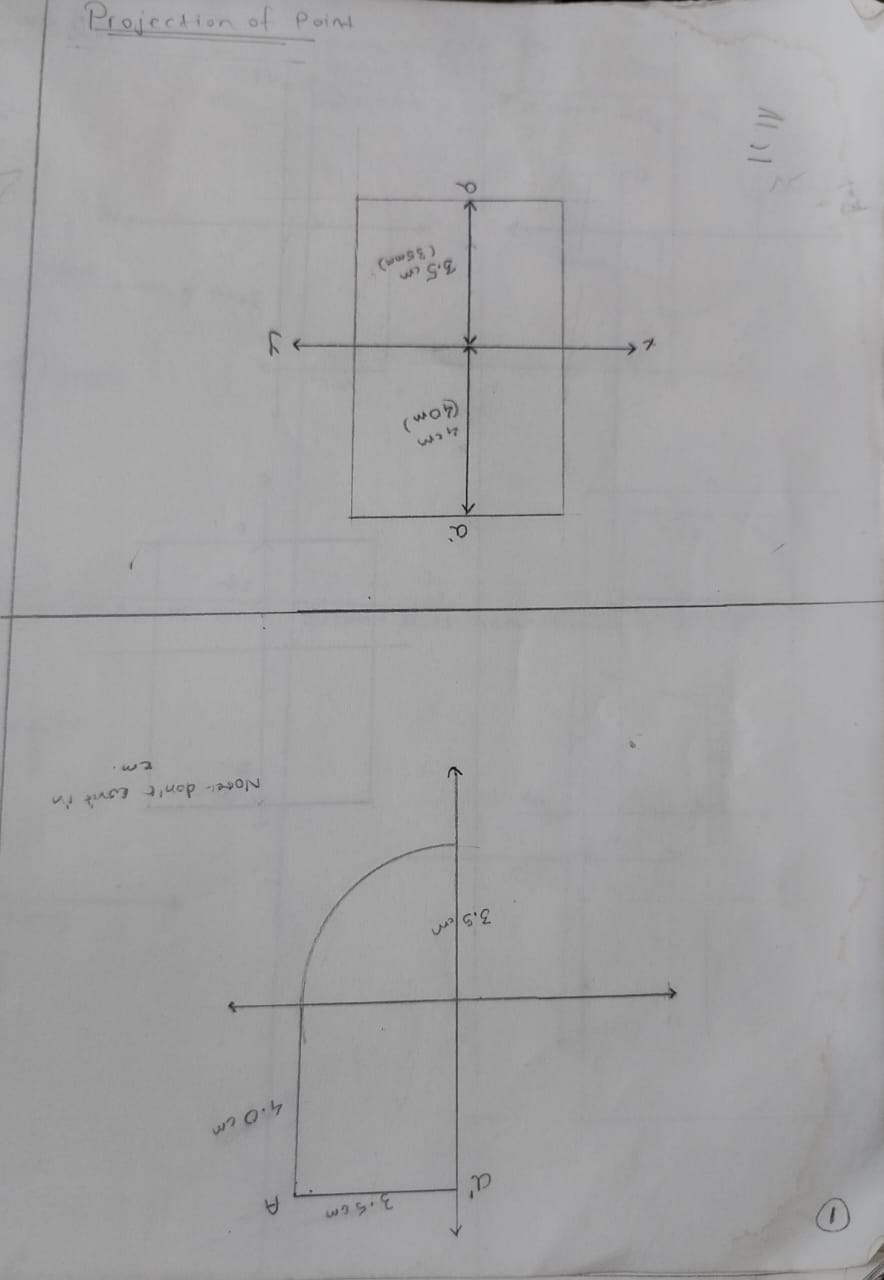 Projection of Point
a
3.5 cm
(35mm)
y
x
4 cm
(40m)
a'
Note:- don't count in
cm.
3.5 cm
4.0 cm
a'
3.5 cm
A
1